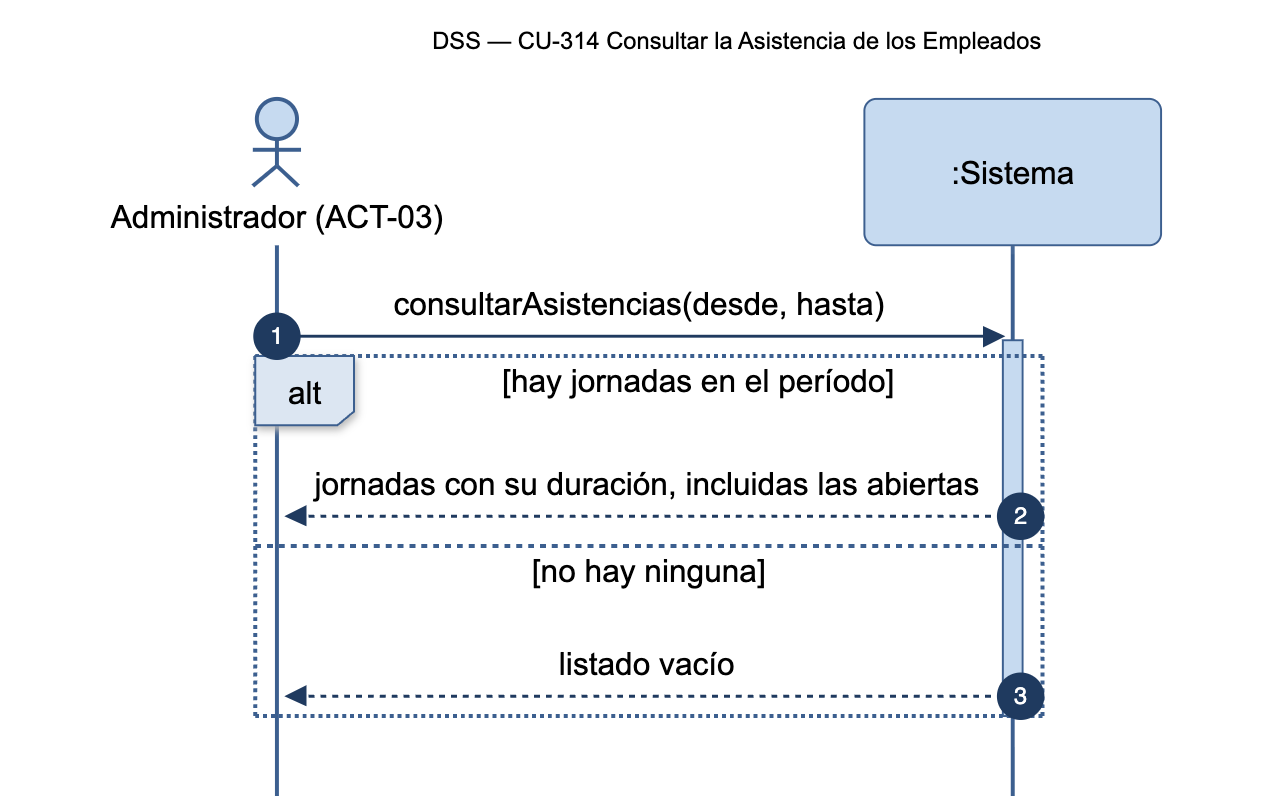 DSS — CU-314 Consultar la Asistencia de los Empleados
:Sistema
Administrador (ACT-03)
consultarAsistencias(desde, hasta)
1
alt
[hay jornadas en el período]
jornadas con su duración, incluidas las abiertas
2
[no hay ninguna]
listado vacío
3